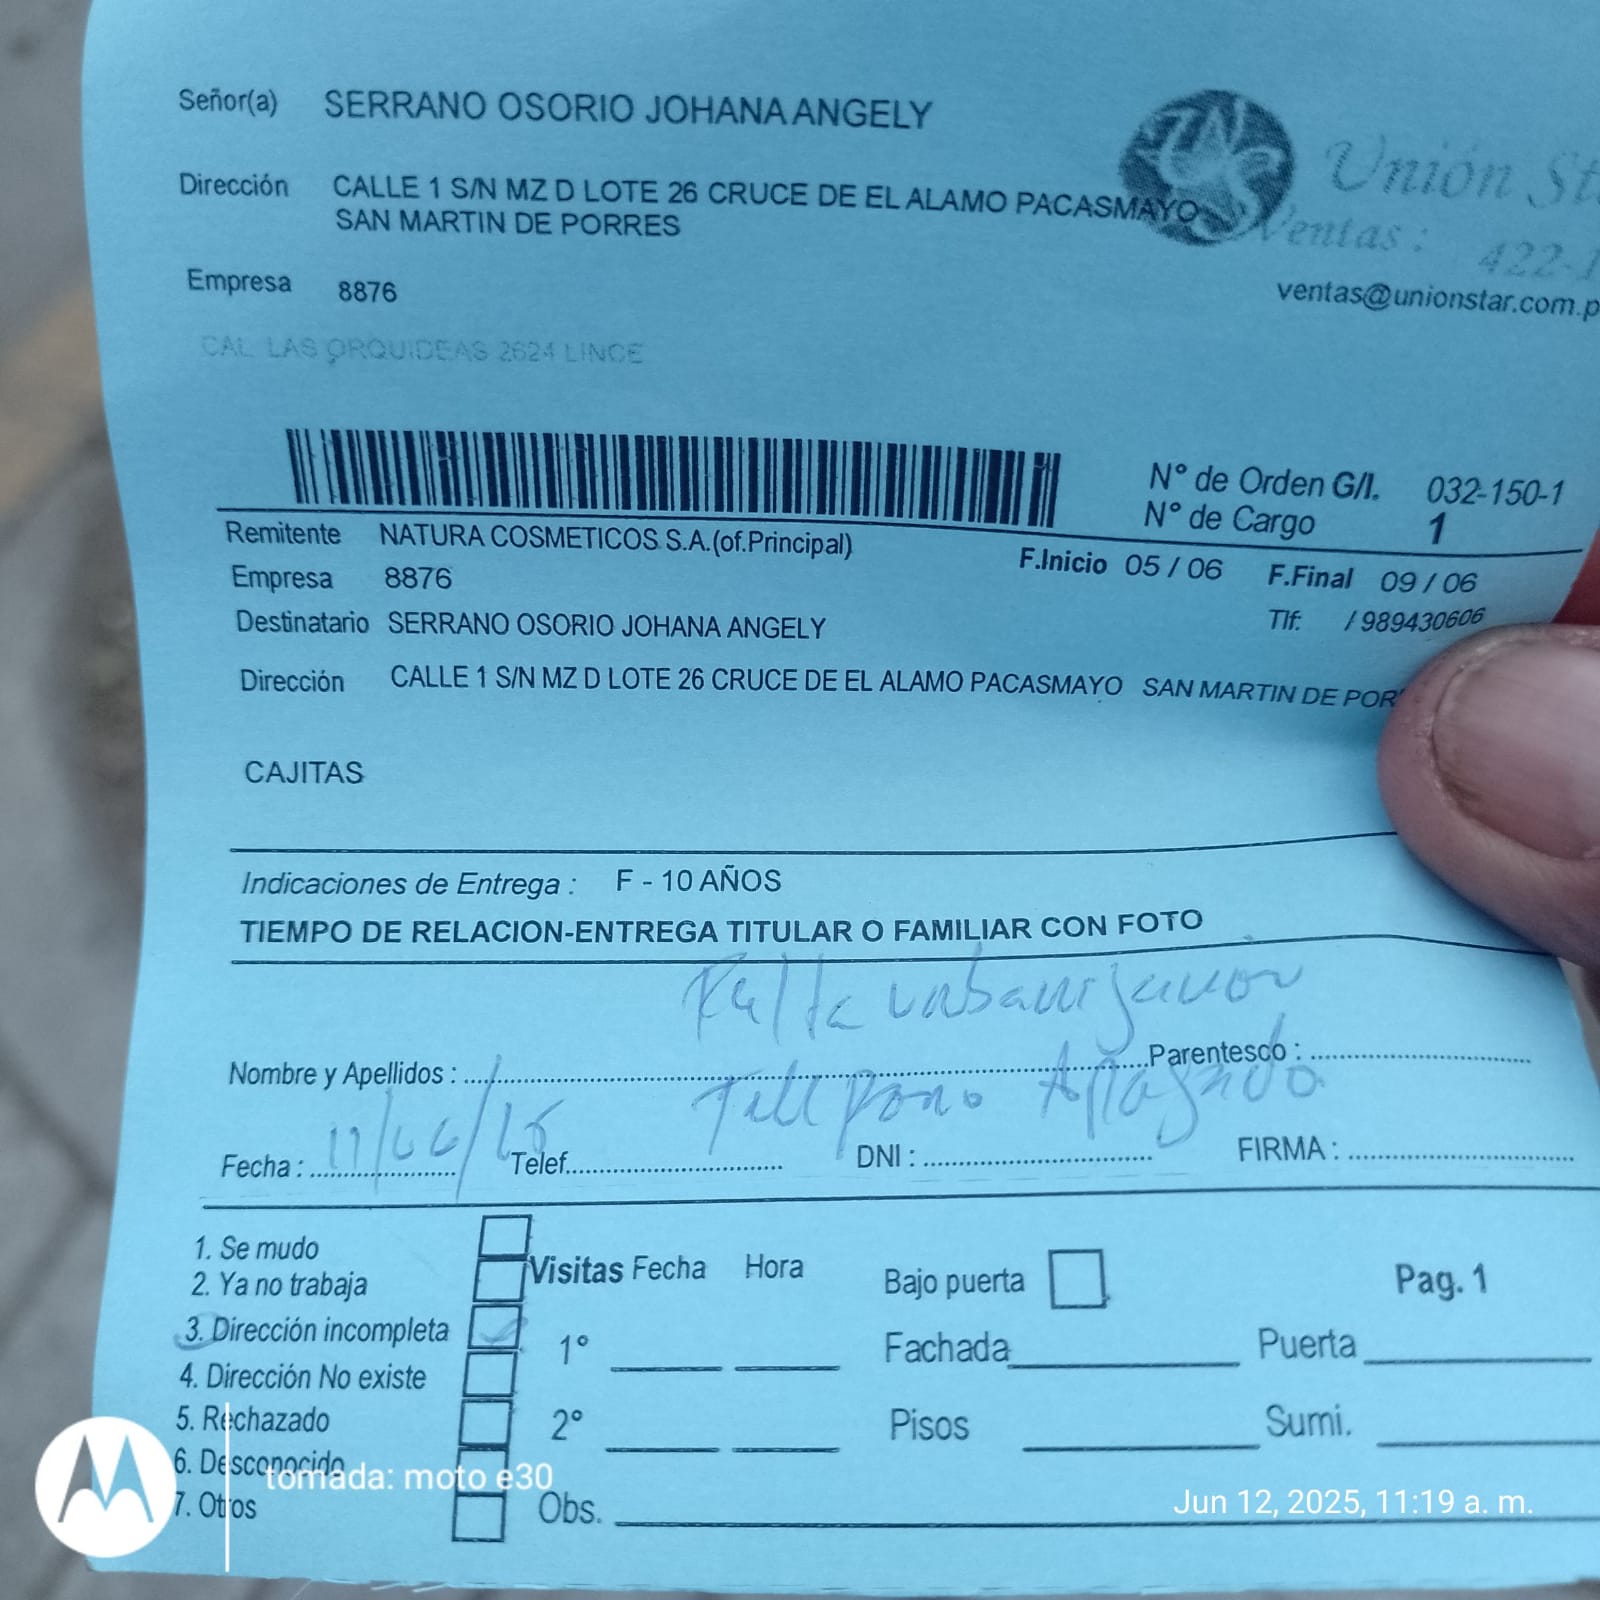 Señor(a) SERRANO OSORIO JOHANA ANGELY
Dirección CALLE 1 S/N MZ D LOTE 26 CRUCE DE EL ALAMO PACASMAYO
SAN MARTIN DE PORRES
Unión St
Ventas: 422-1
ventas@unionstar.com.p
Empresa 8876
CAL LAS ORQUIDEAS 2624 LINCE
N° de Orden G/I. 032-150-1
N° de Cargo 1
Remitente NATURA COSMETICOS S.A.(of.Principal)
F.Inicio 05 / 06 F.Final 09 / 06
Empresa 8876
Tlf: / 989430606
Destinatario SERRANO OSORIO JOHANA ANGELY
Dirección CALLE 1 S/N MZ D LOTE 26 CRUCE DE EL ALAMO PACASMAYO SAN MARTIN DE POR
CAJITAS
Indicaciones de Entrega : F - 10 AÑOS
TIEMPO DE RELACION-ENTREGA TITULAR O FAMILIAR CON FOTO
Falta
Nombre y Apellidos : Parentesco :
Telefono Apagado
Fecha : 11/06/25 Telef. DNI : FIRMA :
1. Se mudo
2. Ya no trabaja
3. Dirección incompleta
4. Dirección No existe
5. Rechazado
6. Desconocido
7. Otros
Visitas Fecha Hora
1°
2°
Obs.
Bajo puerta
Fachada
Pisos
Pag. 1
Puerta
Sumi.
tomada: moto e30
Jun 12, 2025, 11:19 a. m.